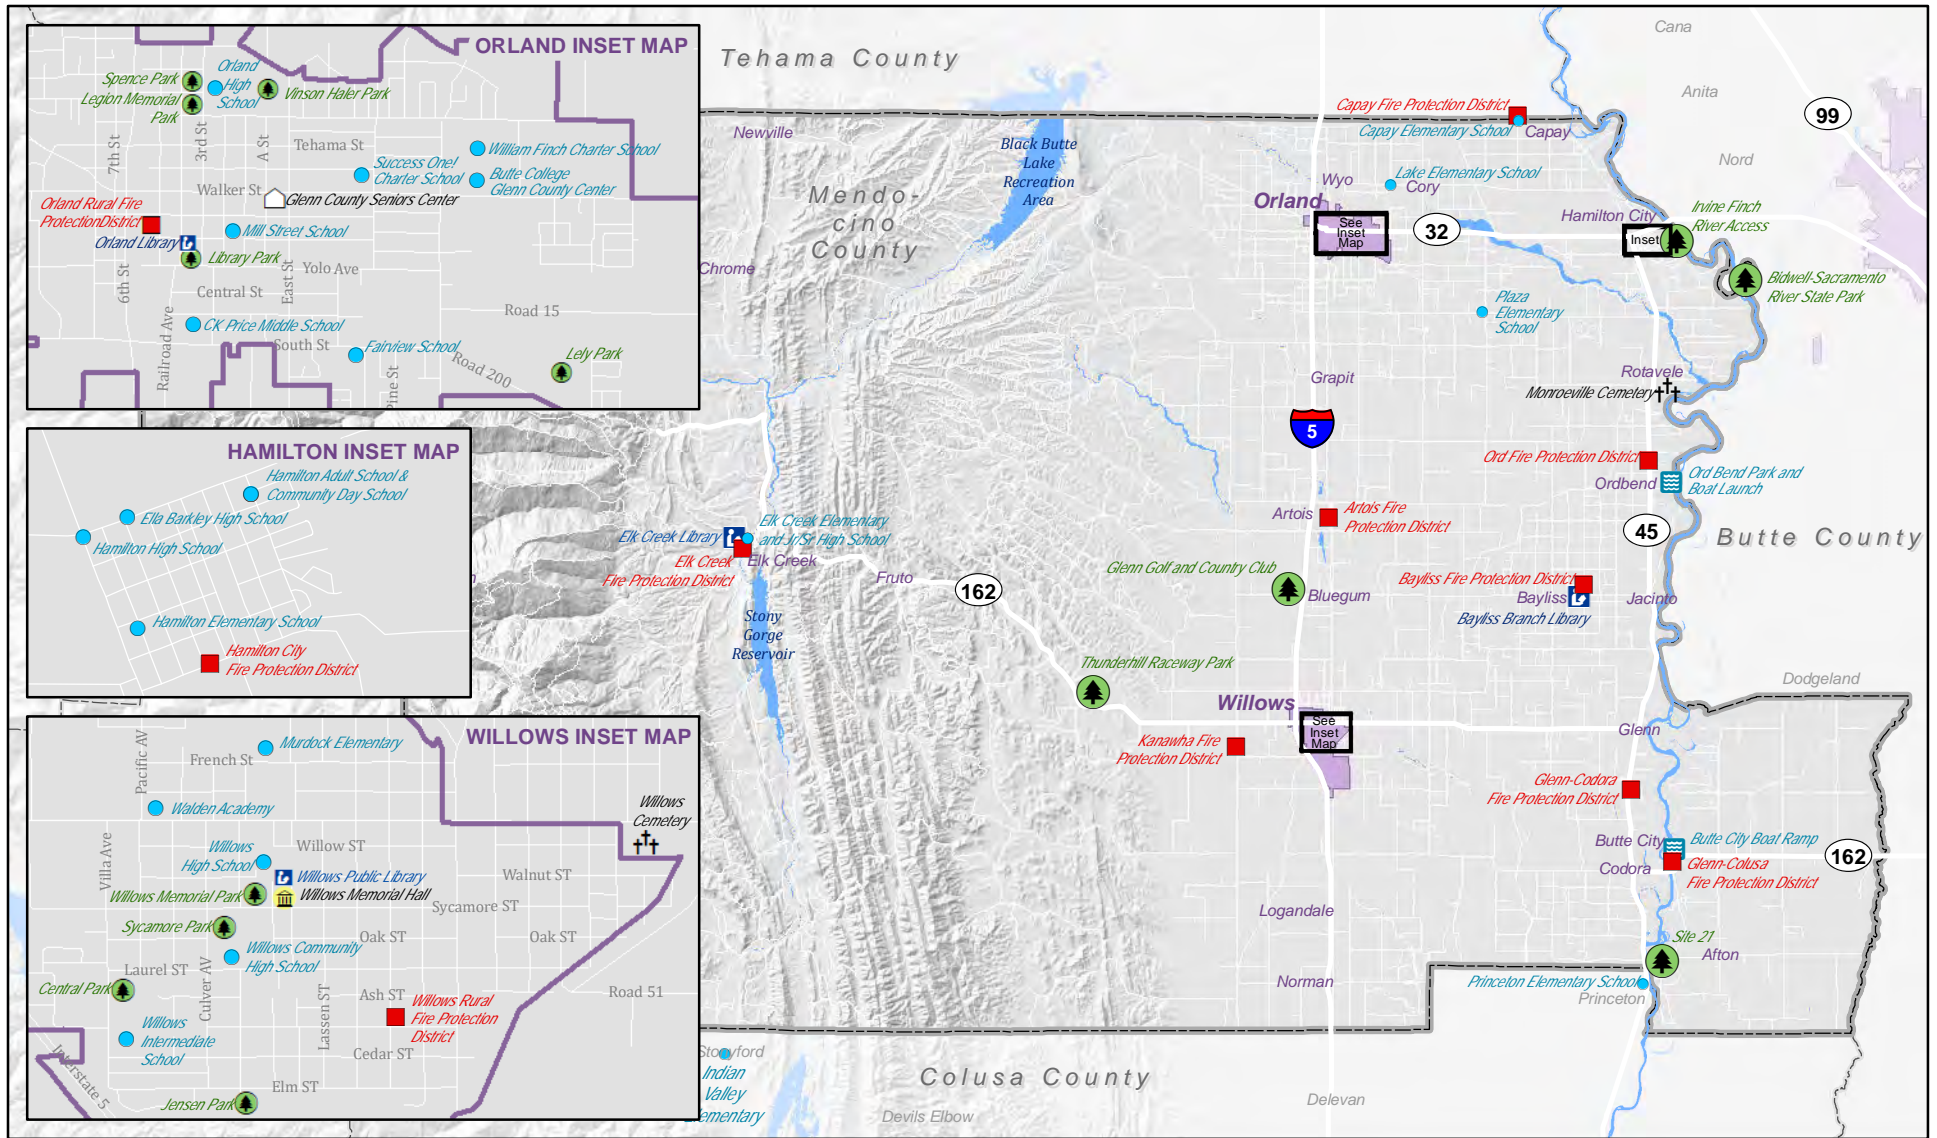 ORLAND INSET MAP
Spence Park
Legion Memorial
Park
Orland
High
School
Vinson Haler Park
7th St
3rd St
A St
Tehama St
William Finch Charter School
Success One!
Charter School
Butte College
Glenn County Center
Walker St
Glenn County Seniors Center
Orland Rural Fire
ProtectionDistrict
Orland Library
Mill Street School
Library Park
6th St
East St
Yolo Ave
Central St
Road 15
Railroad Ave
CK Price Middle School
South St
Fairview School
Pine St
Road 200
Lely Park
HAMILTON INSET MAP
Hamilton Adult School &
Community Day School
Ella Barkley High School
Hamilton High School
Hamilton Elementary School
Hamilton City
Fire Protection District
WILLOWS INSET MAP
Pacific AV
French St
Murdock Elementary
Walden Academy
Willows
Cemetery
Villa Ave
Willows
High School
Willow ST
Willows Public Library
Walnut ST
Willows Memorial Park
Willows Memorial Hall
Sycamore ST
Sycamore Park
Oak ST
Oak ST
Willows Community
High School
Laurel ST
Culver AV
Central Park
Lassen ST
Ash ST
Road 51
Willows Rural
Fire Protection
District
Willows
Intermediate
School
Cedar ST
Interstate 5
Elm ST
Jensen Park
Tehama County
Cana
Anita
99
Capay Fire Protection District
Capay Elementary School
Capay
Newville
Black Butte
Lake
Recreation
Area
Nord
Mendo-
cino
County
Wyo
Lake Elementary School
Cory
Orland
See
Inset
Map
32
Hamilton City
Inset
Irvine Finch
River Access
Chrome
Bidwell-Sacramento
River State Park
Plaza
Elementary
School
Grapit
Rotavele
Monroeville Cemetery
5
Ord Fire Protection District
Ordbend
Ord Bend Park and
Boat Launch
Artois
Artois Fire
Protection District
45
Butte County
Elk Creek Library
Elk Creek Elementary
and Jr/Sr High School
Elk Creek
Fire Protection District
Elk Creek
Fruto
162
Glenn Golf and Country Club
Bluegum
Bayliss Fire Protection District
Bayliss
Bayliss Branch Library
Jacinto
Stony
Gorge
Reservoir
Thunderhill Raceway Park
Dodgeland
Willows
See
Inset
Map
Glenn
Kanawha Fire
Protection District
Glenn-Codora
Fire Protection District
Butte City
Butte City Boat Ramp
162
Codora
Glenn-Colusa
Fire Protection District
Logandale
Site 21
Afton
Norman
Princeton Elementary School
Princeton
Stonyford
Indian
Valley
Elementary
Colusa County
Devils Elbow
Delevan